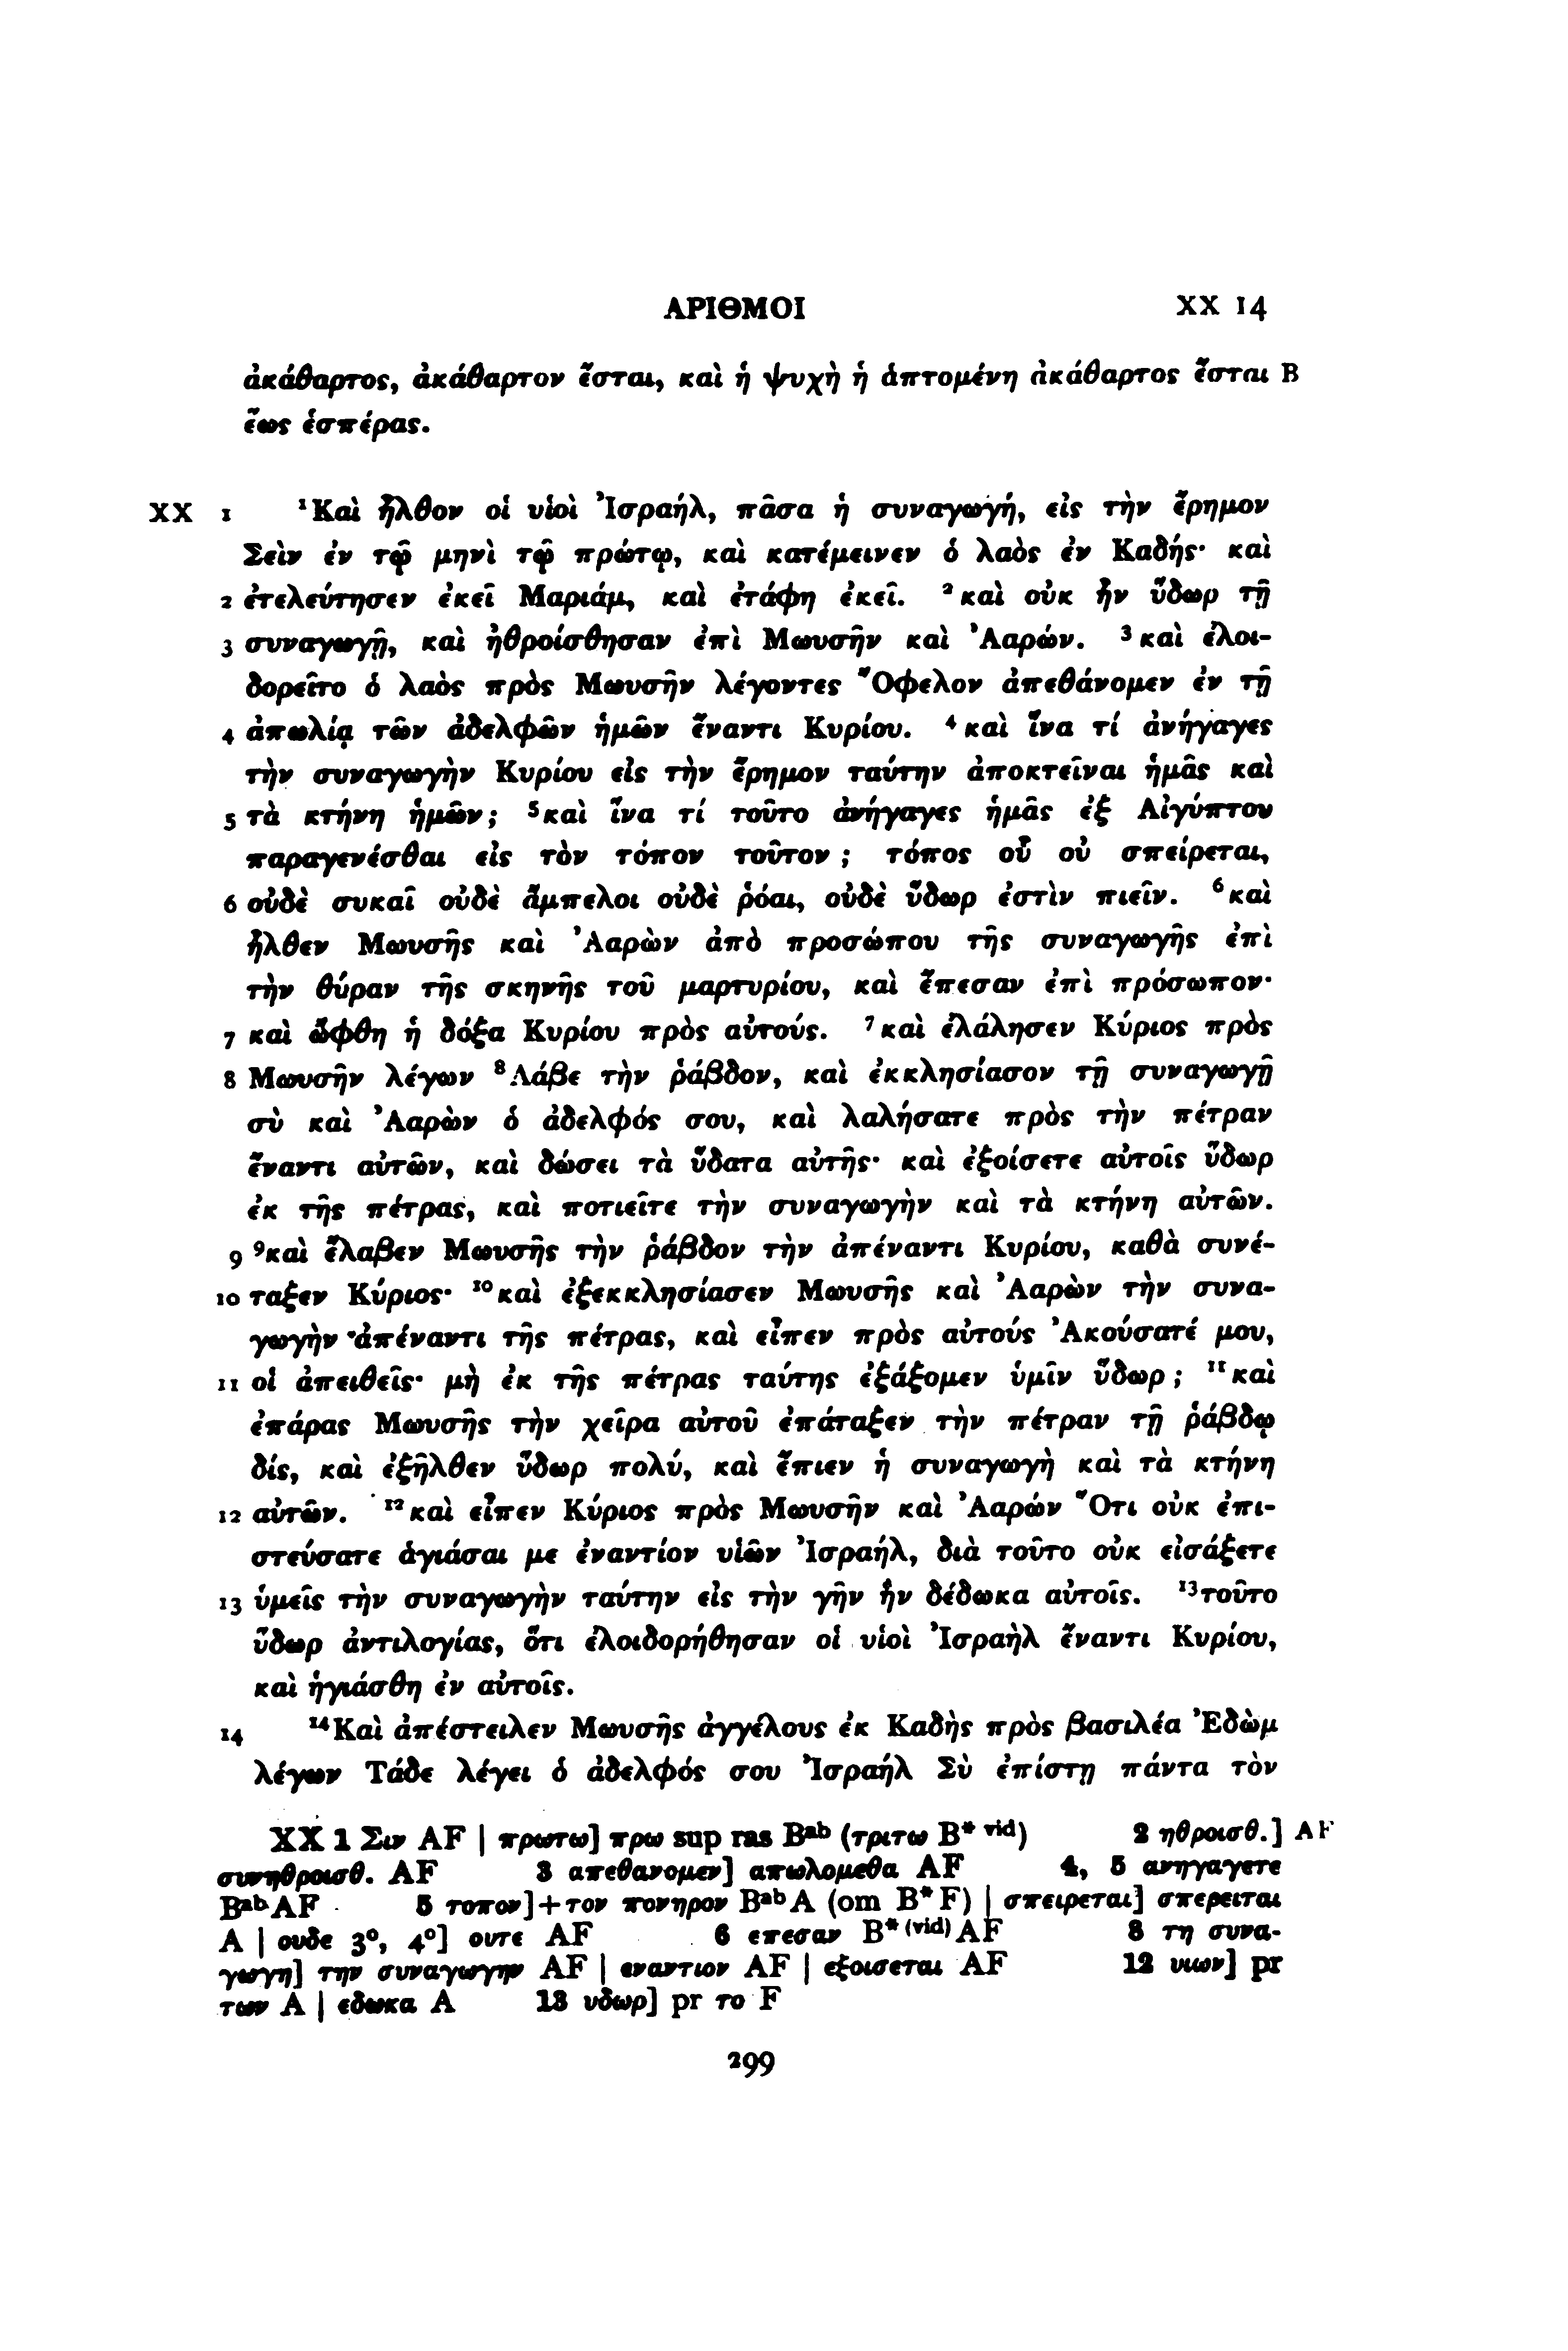 ΑΡΙΘΜΟΙ XX 14
ἀκάθαρτος, ἀκάθαρτον ἔσται, καὶ ἡ ψυχὴ ἡ ἁπτομένη ἀκάθαρτος ἔσται B
ἕως ἑσπέρας.
XX 1 ¹Καὶ ἦλθον οἱ υἱοὶ Ἰσραήλ, πᾶσα ἡ συναγωγή, εἰς τὴν ἔρημον
Σεὶν ἐν τῷ μηνὶ τῷ πρώτῳ, καὶ κατέμεινεν ὁ λαὸς ἐν Καδής· καὶ
2 ἐτελεύτησεν ἐκεῖ Μαριάμ, καὶ ἐτάφη ἐκεῖ. ²καὶ οὐκ ἦν ὕδωρ τῇ
3 συναγωγῇ, καὶ ἠθροίσθησαν ἐπὶ Μωυσῆν καὶ Ἀαρών. ³καὶ ἐλοι-
δορεῖτο ὁ λαὸς πρὸς Μωυσῆν λέγοντες Ὄφελον ἀπεθάνομεν ἐν τῇ
4 ἀπωλίᾳ τῶν ἀδελφῶν ἡμῶν ἔναντι Κυρίου. ⁴καὶ ἵνα τί ἀνήγαγες
τὴν συναγωγὴν Κυρίου εἰς τὴν ἔρημον ταύτην ἀποκτεῖναι ἡμᾶς καὶ
5 τὰ κτήνη ἡμῶν; ⁵καὶ ἵνα τί τοῦτο ἀνήγαγες ἡμᾶς ἐξ Αἰγύπτου
παραγενέσθαι εἰς τὸν τόπον τοῦτον; τόπος οὗ οὐ σπείρεται,
6 οὐδὲ συκαῖ οὐδὲ ἄμπελοι οὐδὲ ῥόαι, οὐδὲ ὕδωρ ἐστὶν πιεῖν. ⁶καὶ
ἦλθεν Μωυσῆς καὶ Ἀαρὼν ἀπὸ προσώπου τῆς συναγωγῆς ἐπὶ
τὴν θύραν τῆς σκηνῆς τοῦ μαρτυρίου, καὶ ἔπεσαν ἐπὶ πρόσωπον·
7 καὶ ὤφθη ἡ δόξα Κυρίου πρὸς αὐτούς. ⁷καὶ ἐλάλησεν Κύριος πρὸς
8 Μωυσῆν λέγων ⁸Λάβε τὴν ῥάβδον, καὶ ἐκκλησίασον τῇ συναγωγῇ
σὺ καὶ Ἀαρὼν ὁ ἀδελφός σου, καὶ λαλήσατε πρὸς τὴν πέτραν
ἔναντι αὐτῶν, καὶ δώσει τὰ ὕδατα αὐτῆς· καὶ ἐξοίσετε αὐτοῖς ὕδωρ
ἐκ τῆς πέτρας, καὶ ποτιεῖτε τὴν συναγωγὴν καὶ τὰ κτήνη αὐτῶν.
9 ⁹καὶ ἔλαβεν Μωυσῆς τὴν ῥάβδον τὴν ἀπέναντι Κυρίου, καθὰ συνέ-
10 ταξεν Κύριος· ¹⁰καὶ ἐξεκκλησίασεν Μωυσῆς καὶ Ἀαρὼν τὴν συνα-
γωγὴν ἀπέναντι τῆς πέτρας, καὶ εἶπεν πρὸς αὐτούς Ἀκούσατέ μου,
11 οἱ ἀπειθεῖς· μὴ ἐκ τῆς πέτρας ταύτης ἐξάξομεν ὑμῖν ὕδωρ; ¹¹καὶ
ἐπάρας Μωυσῆς τὴν χεῖρα αὐτοῦ ἐπάταξεν τὴν πέτραν τῇ ῥάβδῳ
δίς, καὶ ἐξῆλθεν ὕδωρ πολύ, καὶ ἔπιεν ἡ συναγωγὴ καὶ τὰ κτήνη
12 αὐτῶν. ¹²καὶ εἶπεν Κύριος πρὸς Μωυσῆν καὶ Ἀαρών Ὅτι οὐκ ἐπι-
στεύσατε ἁγιάσαι με ἐναντίον υἱῶν Ἰσραήλ, διὰ τοῦτο οὐκ εἰσάξετε
13 ὑμεῖς τὴν συναγωγὴν ταύτην εἰς τὴν γῆν ἣν δέδωκα αὐτοῖς. ¹³τοῦτο
ὕδωρ ἀντιλογίας, ὅτι ἐλοιδορήθησαν οἱ υἱοὶ Ἰσραὴλ ἔναντι Κυρίου,
καὶ ἡγιάσθη ἐν αὐτοῖς.
14 ¹⁴Καὶ ἀπέστειλεν Μωυσῆς ἀγγέλους ἐκ Καδὴς πρὸς βασιλέα Ἐδὼμ
λέγων Τάδε λέγει ὁ ἀδελφός σου Ἰσραήλ Σὺ ἐπίστῃ πάντα τὸν
XX 1 Σιν AF | πρωτω] πρω sup ras Bᵃᵇ (τριτω B* ᵛⁱᵈ) 2 ηθροισθ.] AF
συνηθροισθ. AF 3 απεθανομεν] απωλομεθα AF 4, 5 ανηγαγετε
BᵃᵇAF 5 τοπον]+τον πονηρον BᵃᵇA (om B*F) | σπειρεται] σπερειται
A | ουδε 3°, 4°] ουτε AF 6 επεσαν B*⁽ᵛⁱᵈ⁾AF 8 τη συνα-
γωγη] την συναγωγην AF | εναντιον AF | εξοισεται AF 12 υιων] pr
των A | εδωκα A 13 υδωρ] pr το F
299